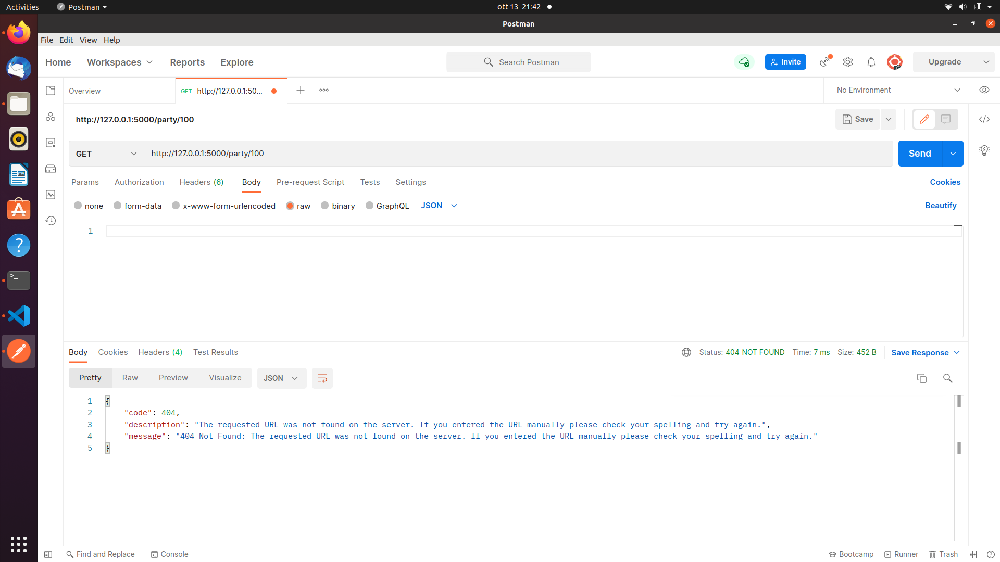 Activities Postman ott 13 21:42
Postman
File Edit View Help
Home Workspaces Reports Explore Search Postman Invite Upgrade
Overview GET http://127.0.0.1:50... No Environment
http://127.0.0.1:5000/party/100 Save
GET http://127.0.0.1:5000/party/100 Send
Params Authorization Headers (6) Body Pre-request Script Tests Settings Cookies
none form-data x-www-form-urlencoded raw binary GraphQL JSON Beautify
1
Body Cookies Headers (4) Test Results Status: 404 NOT FOUND Time: 7 ms Size: 452 B Save Response
Pretty Raw Preview Visualize JSON
1 {
2 "code": 404,
3 "description": "The requested URL was not found on the server. If you entered the URL manually please check your spelling and try again.",
4 "message": "404 Not Found: The requested URL was not found on the server. If you entered the URL manually please check your spelling and try again."
5 }
Find and Replace Console Bootcamp Runner Trash